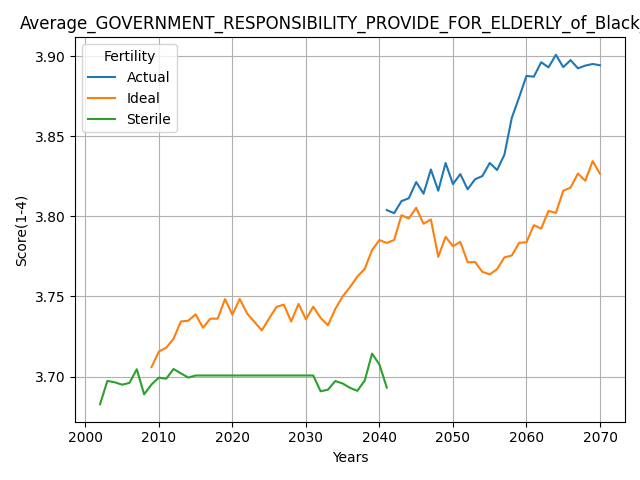 Average_GOVERNMENT_RESPONSIBILITY_PROVIDE_FOR_ELDERLY_of_Black
Fertility
Actual
Ideal
Sterile
3.90
3.85
3.80
3.75
3.70
Score(1-4)
2000 2010 2020 2030 2040 2050 2060 2070
Years